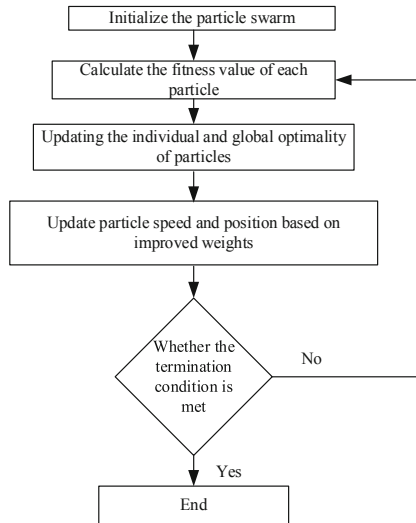 Initialize the particle swarm
Calculate the fitness value of each
particle
Updating the individual and global optimality
of particles
Update particle speed and position based on
improved weights
Whether the
termination
condition is
met
No
Yes
End